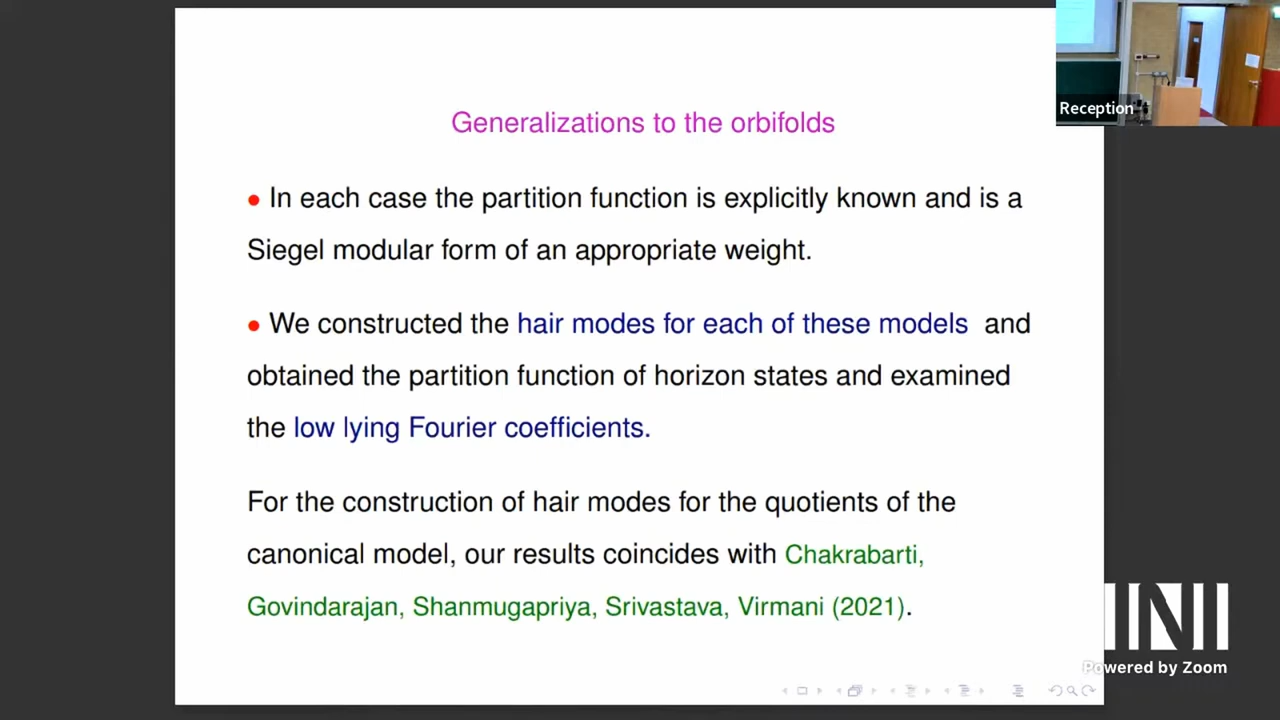 Generalizations to the orbifolds
• In each case the partition function is explicitly known and is a
Siegel modular form of an appropriate weight.
• We constructed the hair modes for each of these models and
obtained the partition function of horizon states and examined
the low lying Fourier coefficients.
For the construction of hair modes for the quotients of the
canonical model, our results coincides with Chakrabarti,
Govindarajan, Shanmugapriya, Srivastava, Virmani (2021).
Reception
INI
Powered by Zoom